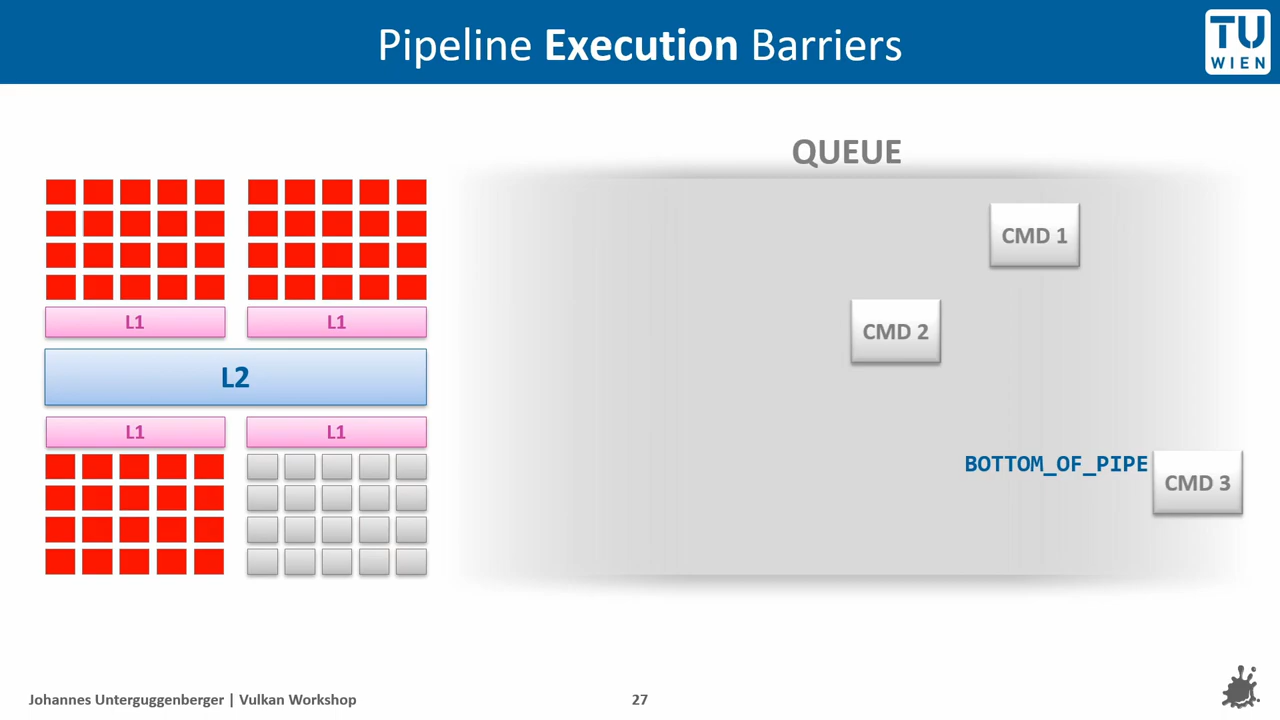 Pipeline Execution Barriers
TU
WIEN
QUEUE
CMD 1
L1
L1
CMD 2
L2
L1
L1
BOTTOM_OF_PIPE
CMD 3
Johannes Unterguggenberger | Vulkan Workshop
27